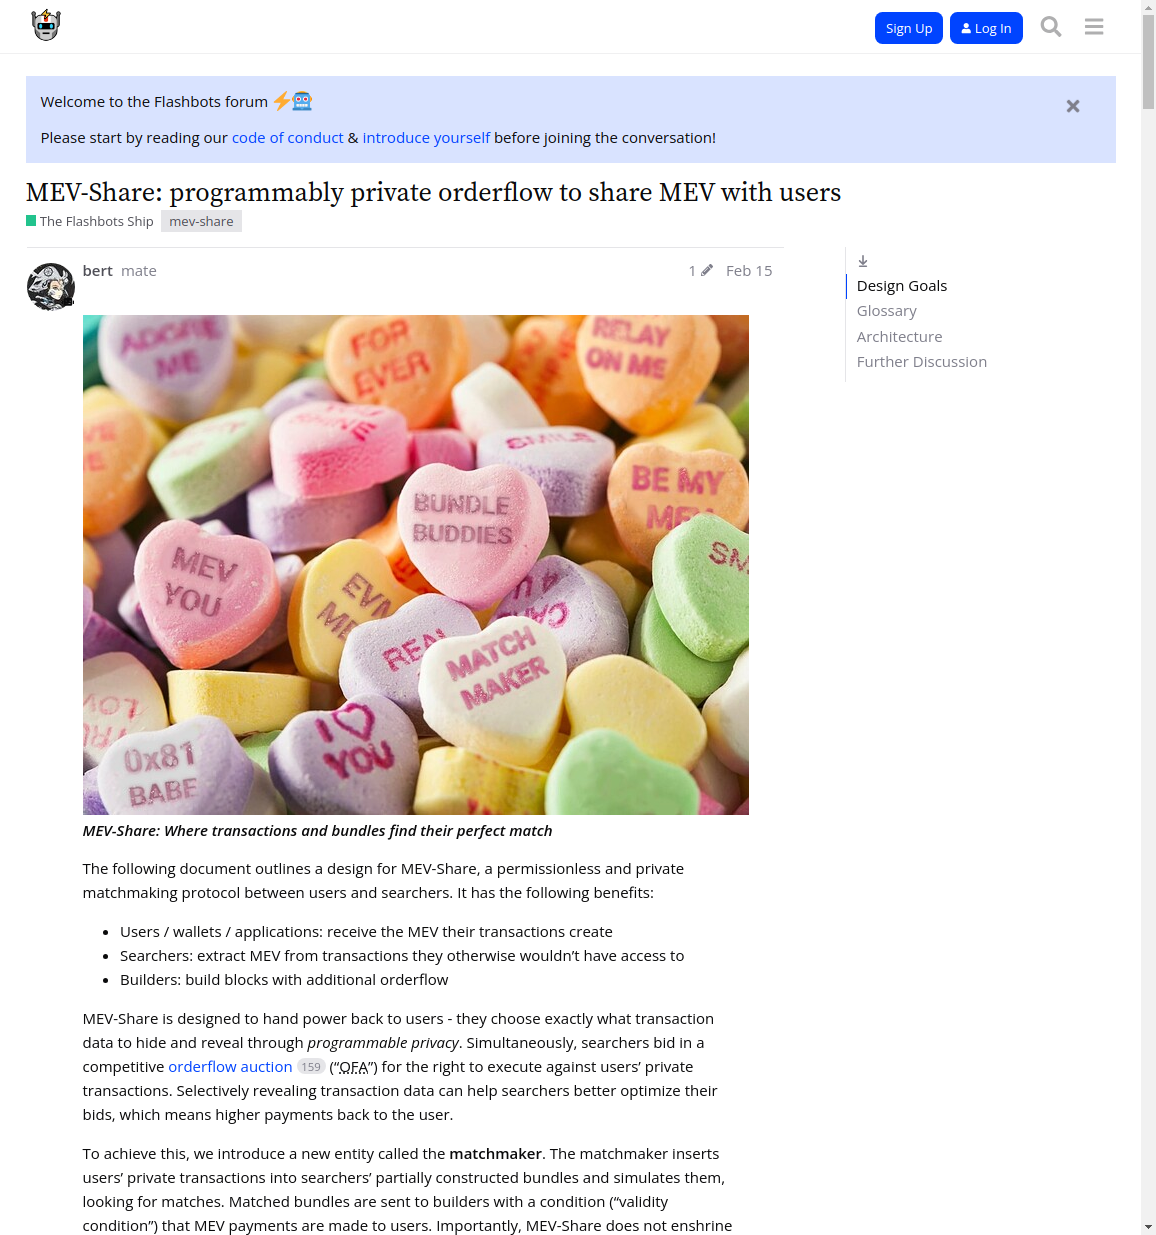 Sign Up
Log In
Welcome to the Flashbots forum
Please start by reading our code of conduct & introduce yourself before joining the conversation!
MEV-Share: programmably private orderflow to share MEV with users
The Flashbots Ship mev-share
bert mate 1 Feb 15
Design Goals
Glossary
Architecture
Further Discussion
ADORE
ME
FOR
EVER
RELAY
ON ME
SMILE
BE MY
MEV
BUNDLE
BUDDIES
MEV
YOU
EVM
REAL
MATCH
MAKER
I
YOU
0x81
BABE
MEV-Share: Where transactions and bundles find their perfect match
The following document outlines a design for MEV-Share, a permissionless and private
matchmaking protocol between users and searchers. It has the following benefits:
Users / wallets / applications: receive the MEV their transactions create
Searchers: extract MEV from transactions they otherwise wouldn’t have access to
Builders: build blocks with additional orderflow
MEV-Share is designed to hand power back to users - they choose exactly what transaction
data to hide and reveal through programmable privacy. Simultaneously, searchers bid in a
competitive orderflow auction 159 (“OFA”) for the right to execute against users’ private
transactions. Selectively revealing transaction data can help searchers better optimize their
bids, which means higher payments back to the user.
To achieve this, we introduce a new entity called the matchmaker. The matchmaker inserts
users’ private transactions into searchers’ partially constructed bundles and simulates them,
looking for matches. Matched bundles are sent to builders with a condition (“validity
condition”) that MEV payments are made to users. Importantly, MEV-Share does not enshrine